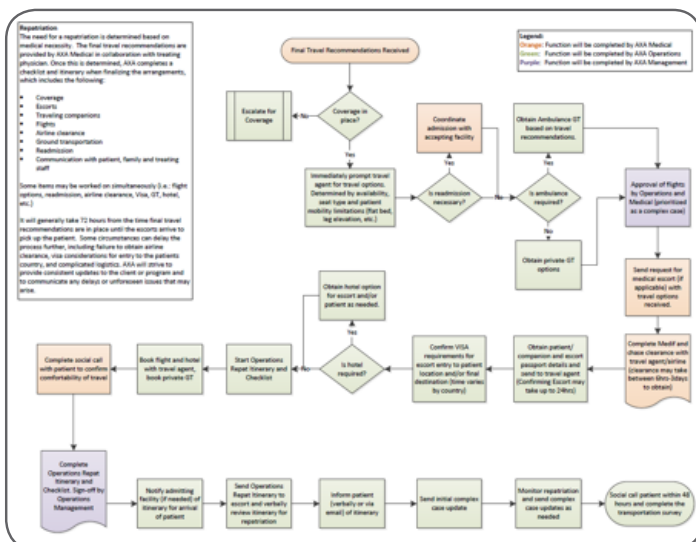 Repatriation
The need for a repatriation is determined based on
medical necessity. The final travel recommendations
are provided by AXA Medical in collaboration with treating
physician. Once this is determined, AXA completes a
checklist and itinerary when finalizing the arrangements,
which includes the following:
Coverage
Escorts
Traveling companions
Flights
Airline clearance
Ground transportation
Readmission
Communication with patient, family and treating
staff
Some items may be worked on simultaneously (i.e.: flight
options, readmission, airline clearance, Visa, GT, hotel,
etc.)
It will generally take 72 hours from the time final travel
recommendations are in place until the escorts arrive to
pick up the patient. Some circumstances can delay the
process further, including failure to obtain airline
clearance, visa considerations for entry to the patients
country, and complicated logistics. AXA will strive to
provide consistent updates to the client or program and
to communicate any delays or unforeseen issues that may
arise.
Legend:
Orange: Function will be completed by AXA Medical
Green: Function will be completed by AXA Operations
Purple: Function will be completed by AXA Management
Final Travel Recommendations Received
Coverage in
place?
No
Escalate for
Coverage
Yes
Immediately prompt travel
agent for travel options.
Determined by availability,
seat type and patient
mobility limitations (flat bed,
leg elevation, etc.)
Is readmission
necessary?
Yes
Coordinate
admission with
accepting facility
No
Is ambulance
required?
Yes
Obtain Ambulance GT
based on travel
recommendations.
No
Obtain private GT
options
Approval of flights
by Operations and
Medical (prioritized as
a complex case)
Send request for
medical escort (if
applicable) with
travel options
received.
Complete Medif and
chase clearance with
travel agent/airline
(clearance may take
between 6hrs-3days
to obtain)
Obtain patient/
companion and escort
passport details and
send to travel agent
(Confirming Escort may
take up to 24hrs)
Confirm VISA
requirements for
escort entry to patient
location and/or final
destination (time varies
by country)
Is hotel
required?
Yes
Obtain hotel option
for escort and/or
patient as needed.
No
Start Operations
Repat Itinerary and
Checklist
Book flight and hotel
with travel agent,
book private GT
Complete social call
with patient to confirm
comfortability of travel
Complete
Operations Repat
Itinerary and
Checklist. Sign-off by
Operations
Management
Notify admitting
facility (if needed) of
itinerary for arrival
of patient
Send Operations
Repat Itinerary to
escort and verbally
review itinerary for
repatriation
Inform patient
(verbally or via
email) of itinerary
Send initial complex
case update
Monitor repatriation
and send complex
case updates as
needed
Social call patient within 48
hours and complete the
transportation survey